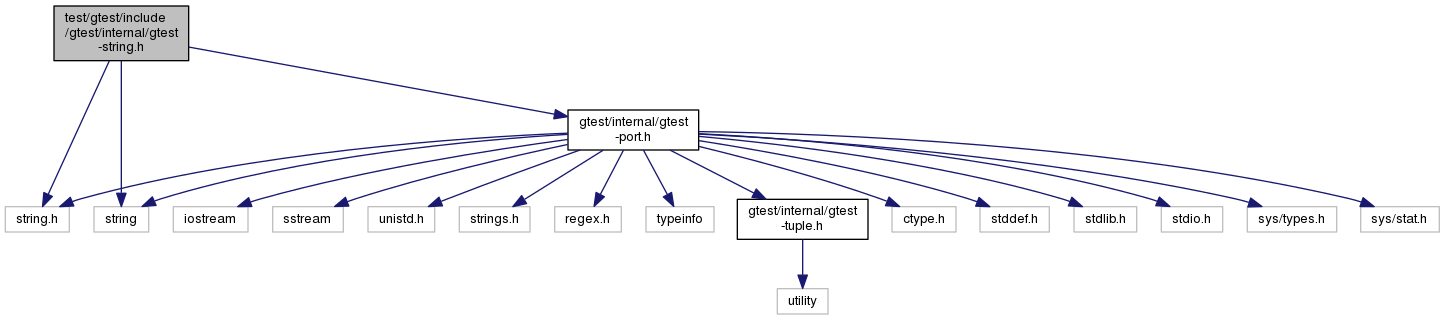 test/gtest/include
/gtest/internal/gtest
-string.h
gtest/internal/gtest
-port.h
string.h
string
iostream
sstream
unistd.h
strings.h
regex.h
typeinfo
gtest/internal/gtest
-tuple.h
ctype.h
stddef.h
stdlib.h
stdio.h
sys/types.h
sys/stat.h
utility